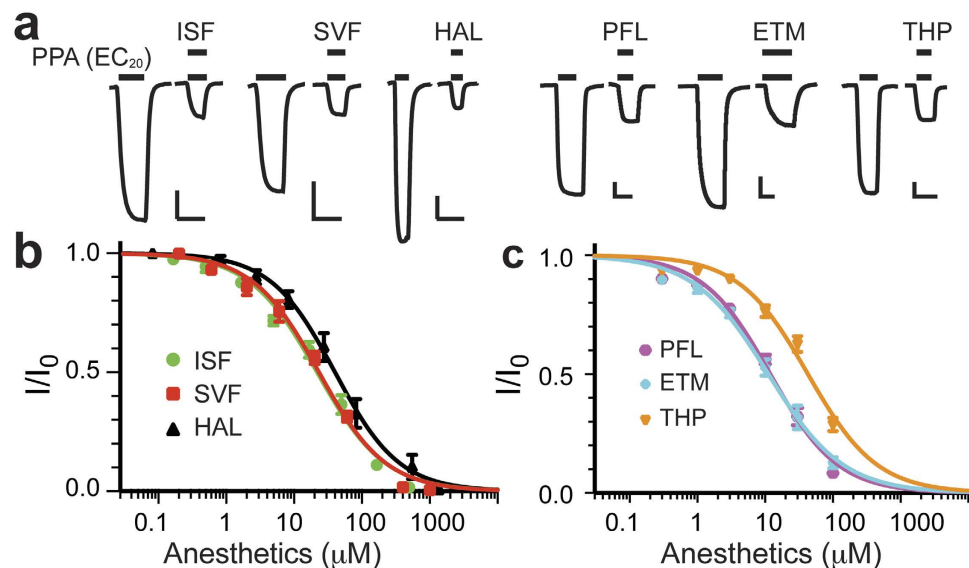 a
ISF SVF HAL PFL ETM THP
PPA (EC₂₀)
b
1.0
0.5
0.0
I/I₀
ISF
SVF
HAL
0.1 1 10 100 1000
Anesthetics (μM)
c
1.0
0.5
0.0
I/I₀
PFL
ETM
THP
0.1 1 10 100 1000
Anesthetics (μM)